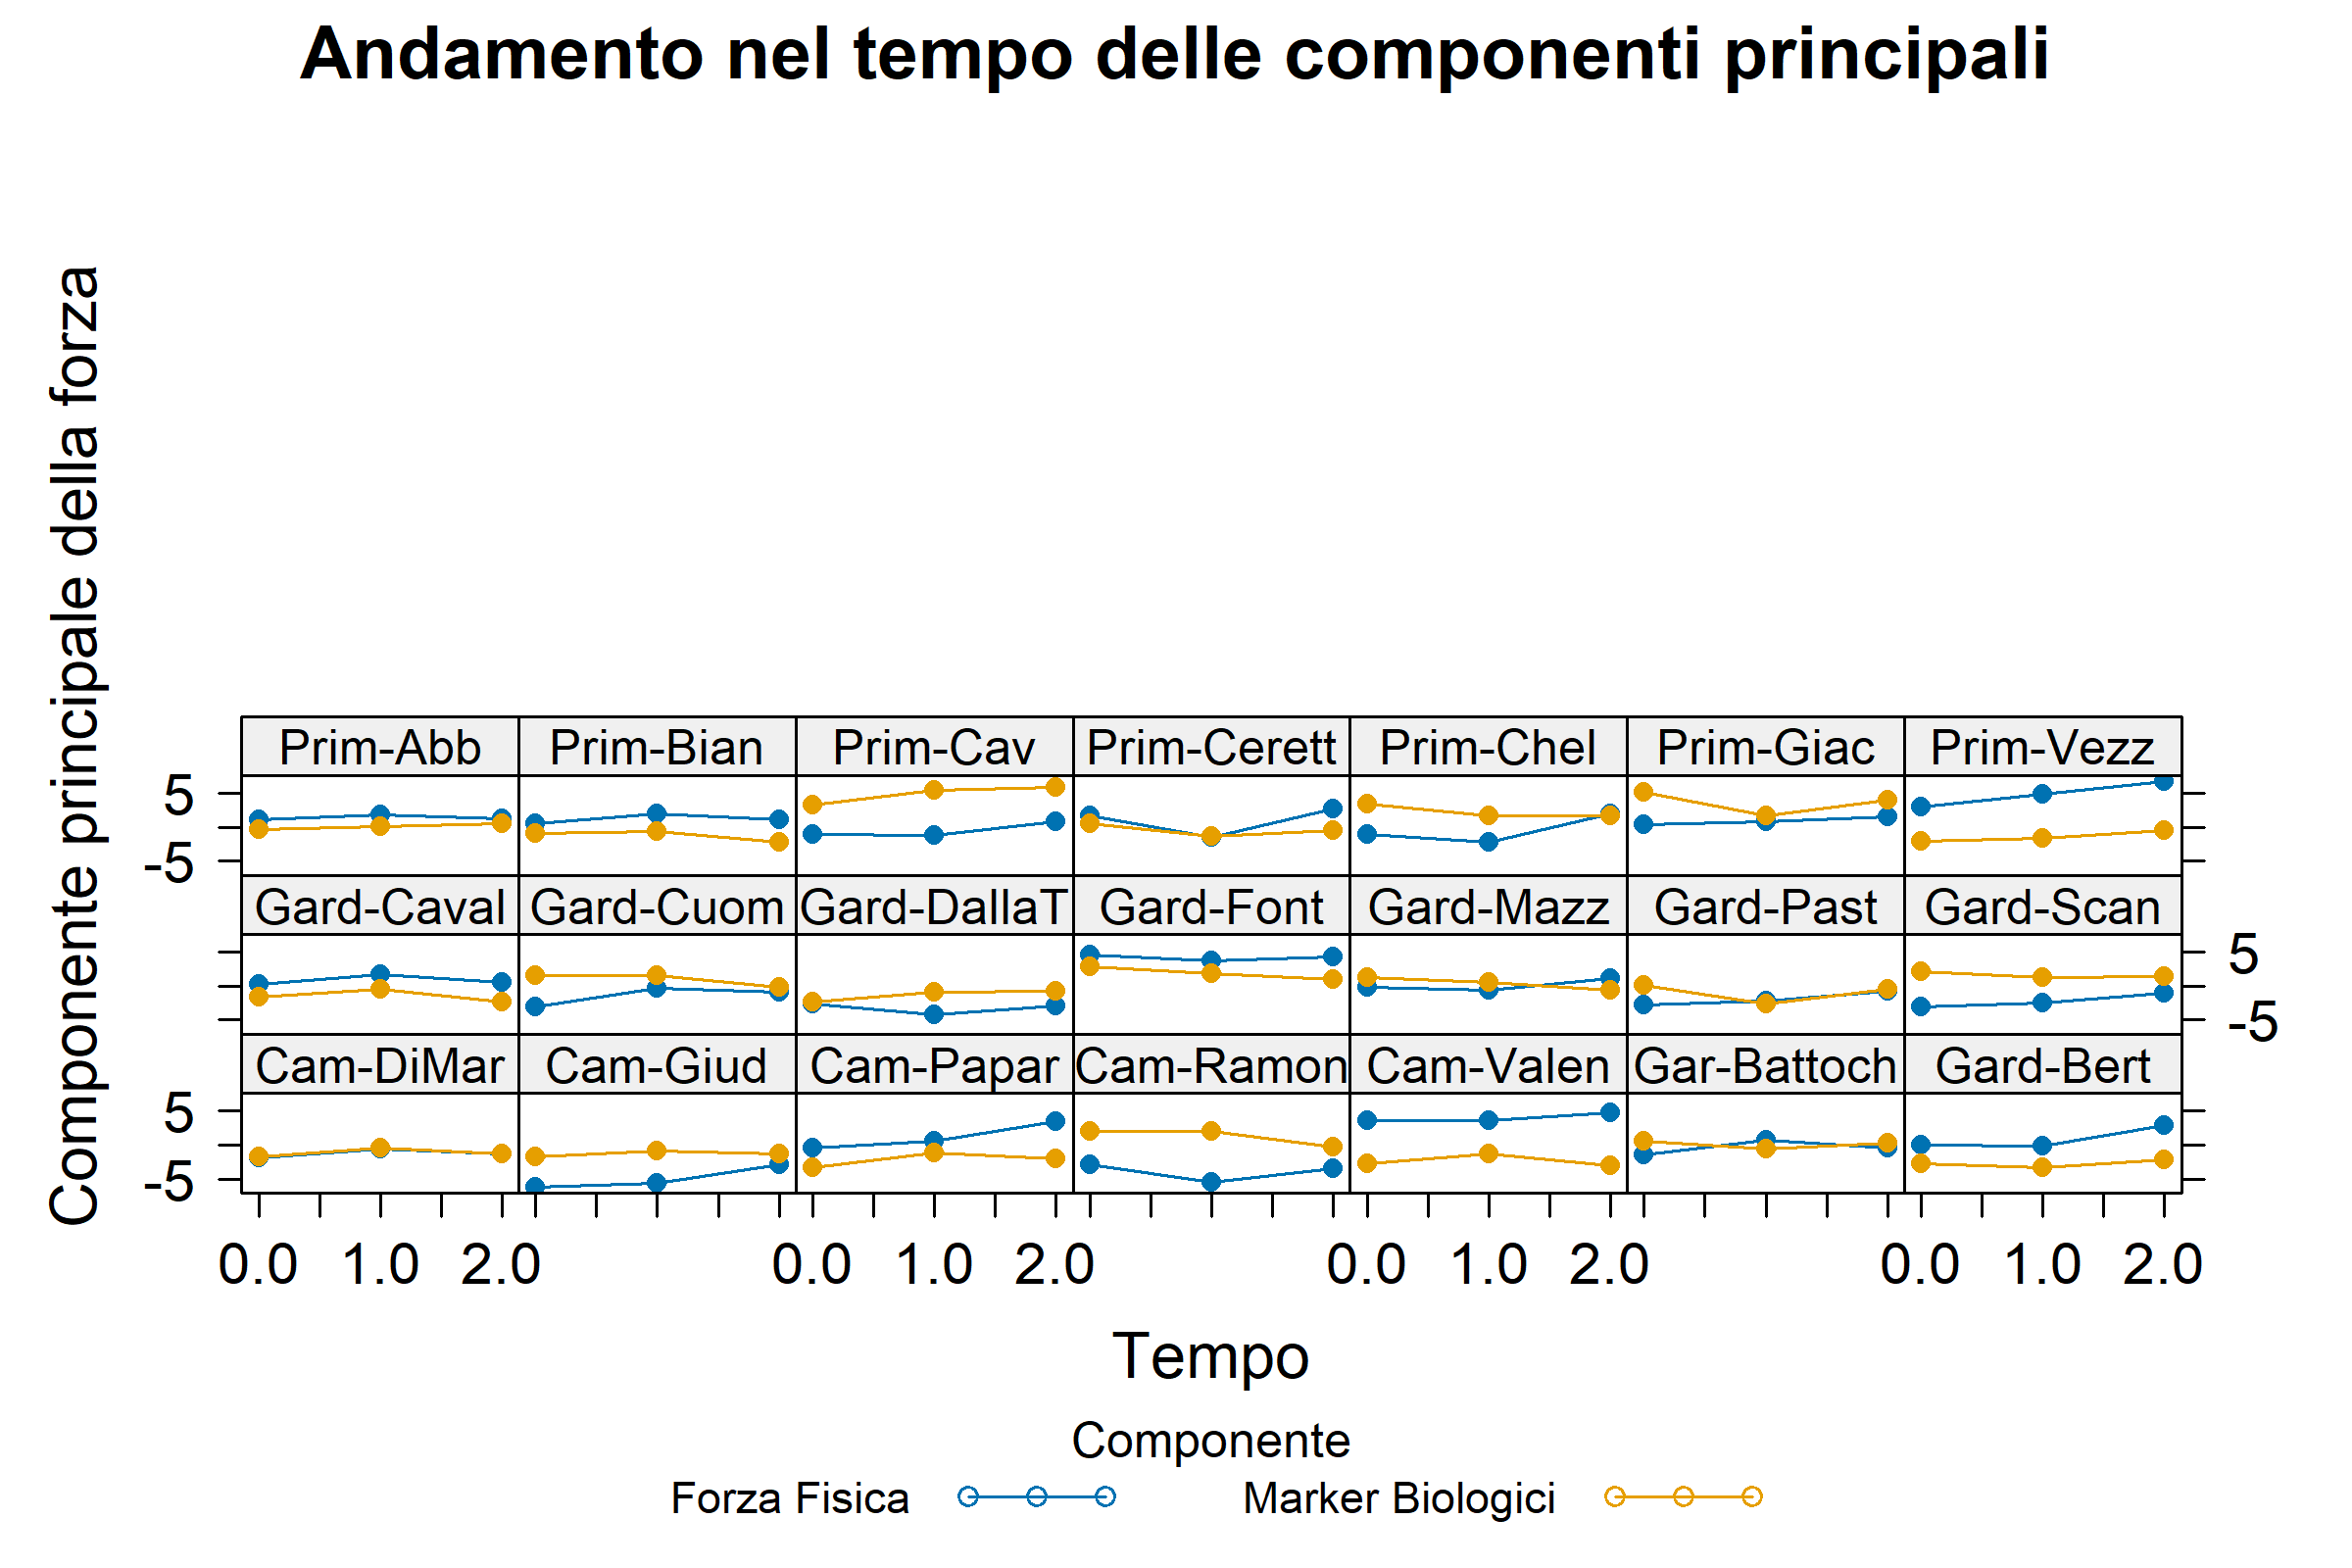 Andamento nel tempo delle componenti principali
Componente principale della forza
Prim-Abb Prim-Bian Prim-Cav Prim-Cerett Prim-Chel Prim-Giac Prim-Vezz
5
-5
Gard-Caval Gard-Cuom Gard-DallaT Gard-Font Gard-Mazz Gard-Past Gard-Scan
5
-5
Cam-DiMar Cam-Giud Cam-Papar Cam-Ramon Cam-Valen Gar-Battoch Gard-Bert
5
-5
0.0 1.0 2.0 0.0 1.0 2.0 0.0 1.0 2.0 0.0 1.0 2.0
Tempo
Componente
Forza Fisica Marker Biologici